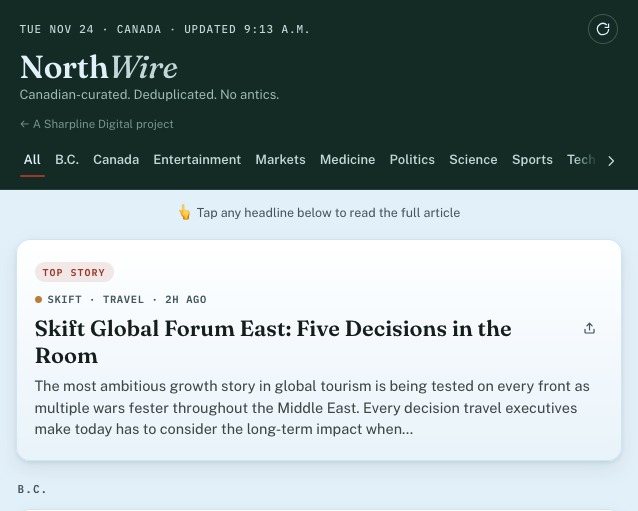 TUE NOV 24 · CANADA · UPDATED 9:13 A.M.
NorthWire
Canadian-curated. Deduplicated. No antics.
← A Sharpline Digital project
All B.C. Canada Entertainment Markets Medicine Politics Science Sports Tech
👆 Tap any headline below to read the full article
TOP STORY
SKIFT · TRAVEL · 2H AGO
Skift Global Forum East: Five Decisions in the
Room
The most ambitious growth story in global tourism is being tested on every front as
multiple wars fester throughout the Middle East. Every decision travel executives
make today has to consider the long-term impact when...
B.C.